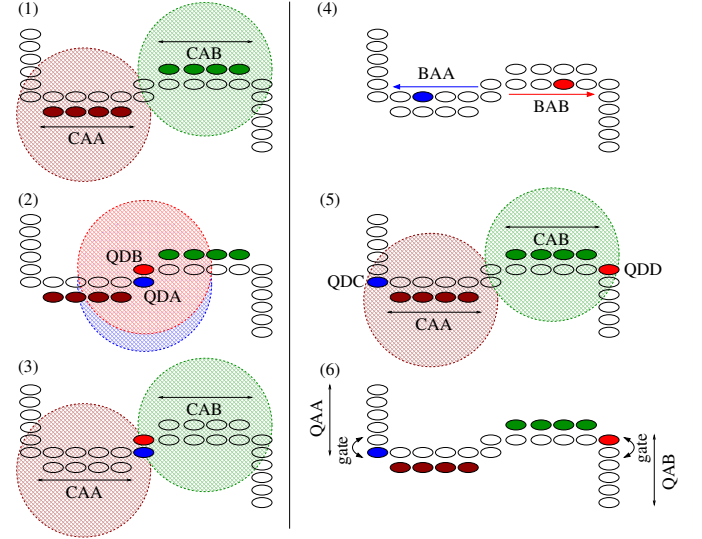 (1)
CAB
CAA
(2)
QDB
QDA
(3)
CAB
CAA
(4)
BAA
BAB
(5)
CAB
QDC
QDD
CAA
(6)
QAA
gate
gate
QAB